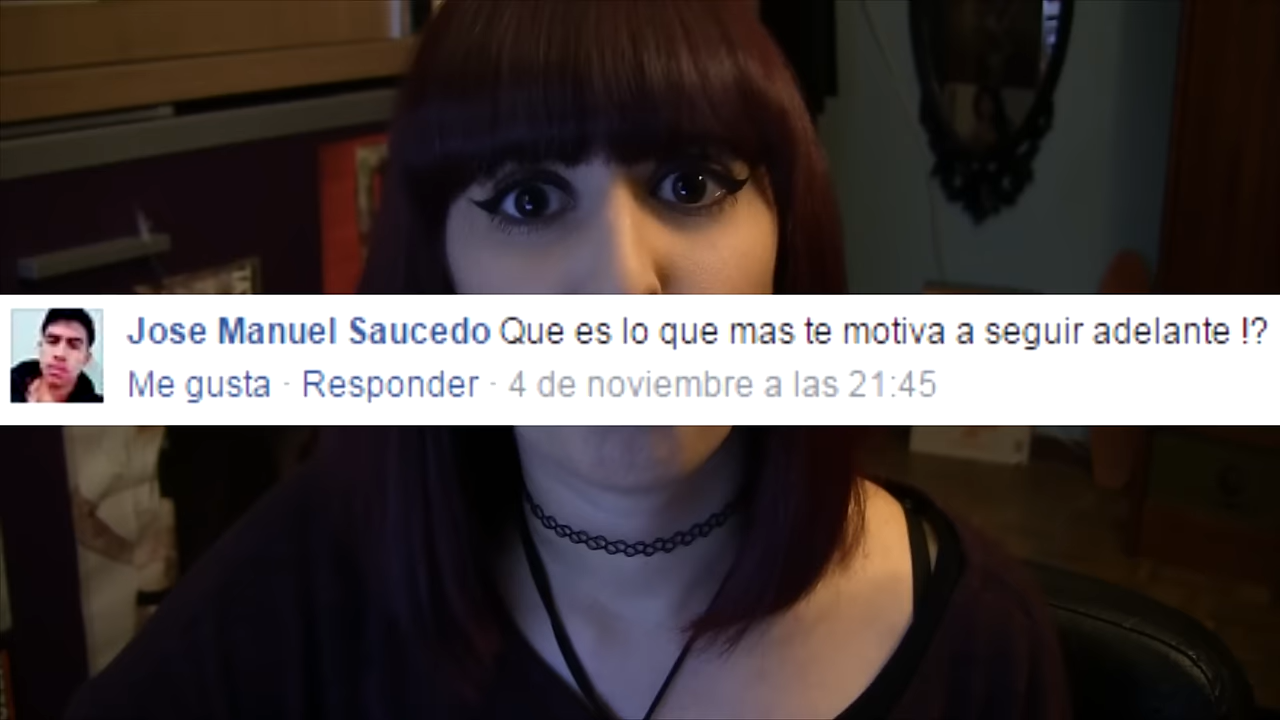 Jose Manuel Saucedo Que es lo que mas te motiva a seguir adelante !?
Me gusta · Responder · 4 de noviembre a las 21:45